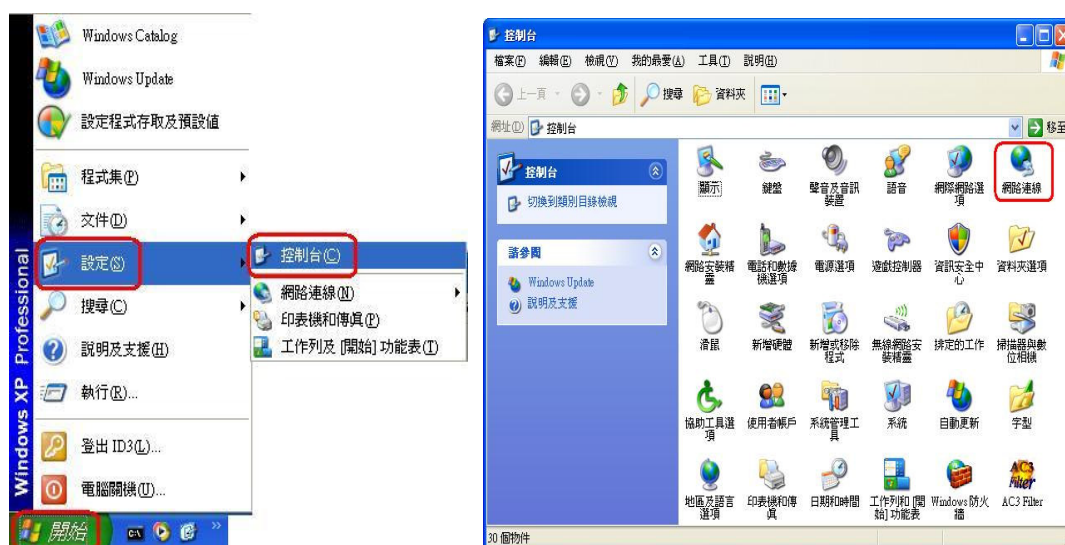 Windows Catalog
Windows Update
設定程式存取及預設值
程式集(P)
文件(D)
設定(S)
搜尋(C)
說明及支援(H)
執行(R)...
登出 ID3(L)...
電腦關機(U)...
Windows XP Professional
開始
控制台(C)
網路連線(N)
印表機和傳真(P)
工作列及 [開始] 功能表(T)
控制台
檔案(F) 編輯(E) 檢視(V) 我的最愛(A) 工具(T) 說明(H)
上一頁 搜尋 資料夾
網址(D) 控制台 移至
控制台
切換到類別目錄檢視
請參閱
Windows Update
說明及支援
顯示 鍵盤 聲音及音訊 語音 網際網路選 網路連線
裝置 項
網路安裝精 電話和數據 電源選項 遊戲控制器 資訊安全中 資料夾選項
靈 機選項 心
滑鼠 新增硬體 新增或移除 無線網路安 排定的工作 掃描器與數
程式 裝精靈 位相機
協助工具選 使用者帳戶 系統管理工 系統 自動更新 字型
項 具
地區及語言 印表機和傳 日期和時間 工作列和 [開 Windows 防火 AC3 Filter
選項 真 始] 功能表 牆
AC3
Filter
30 個物件